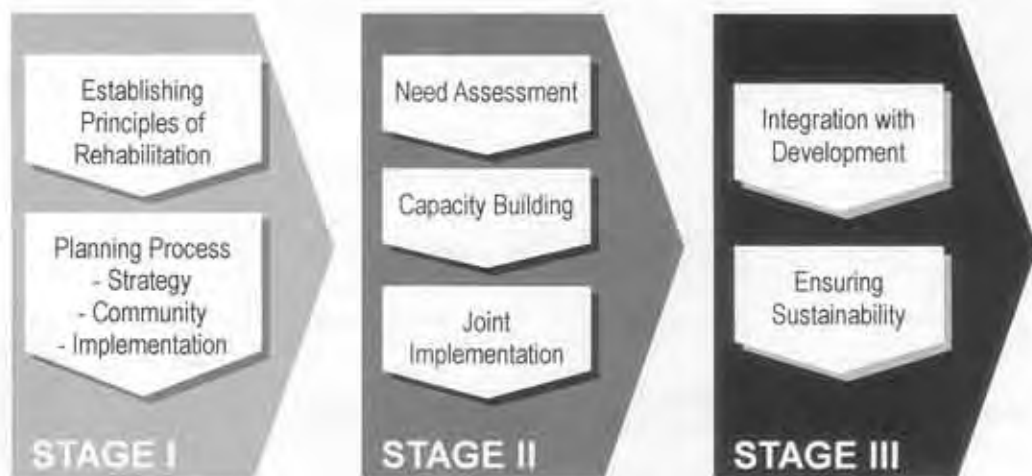 Establishing
Principles of
Rehabilitation
Planning Process
- Strategy
- Community
- Implementation
STAGE I
Need Assessment
Capacity Building
Joint
Implementation
STAGE II
Integration with
Development
Ensuring
Sustainability
STAGE III